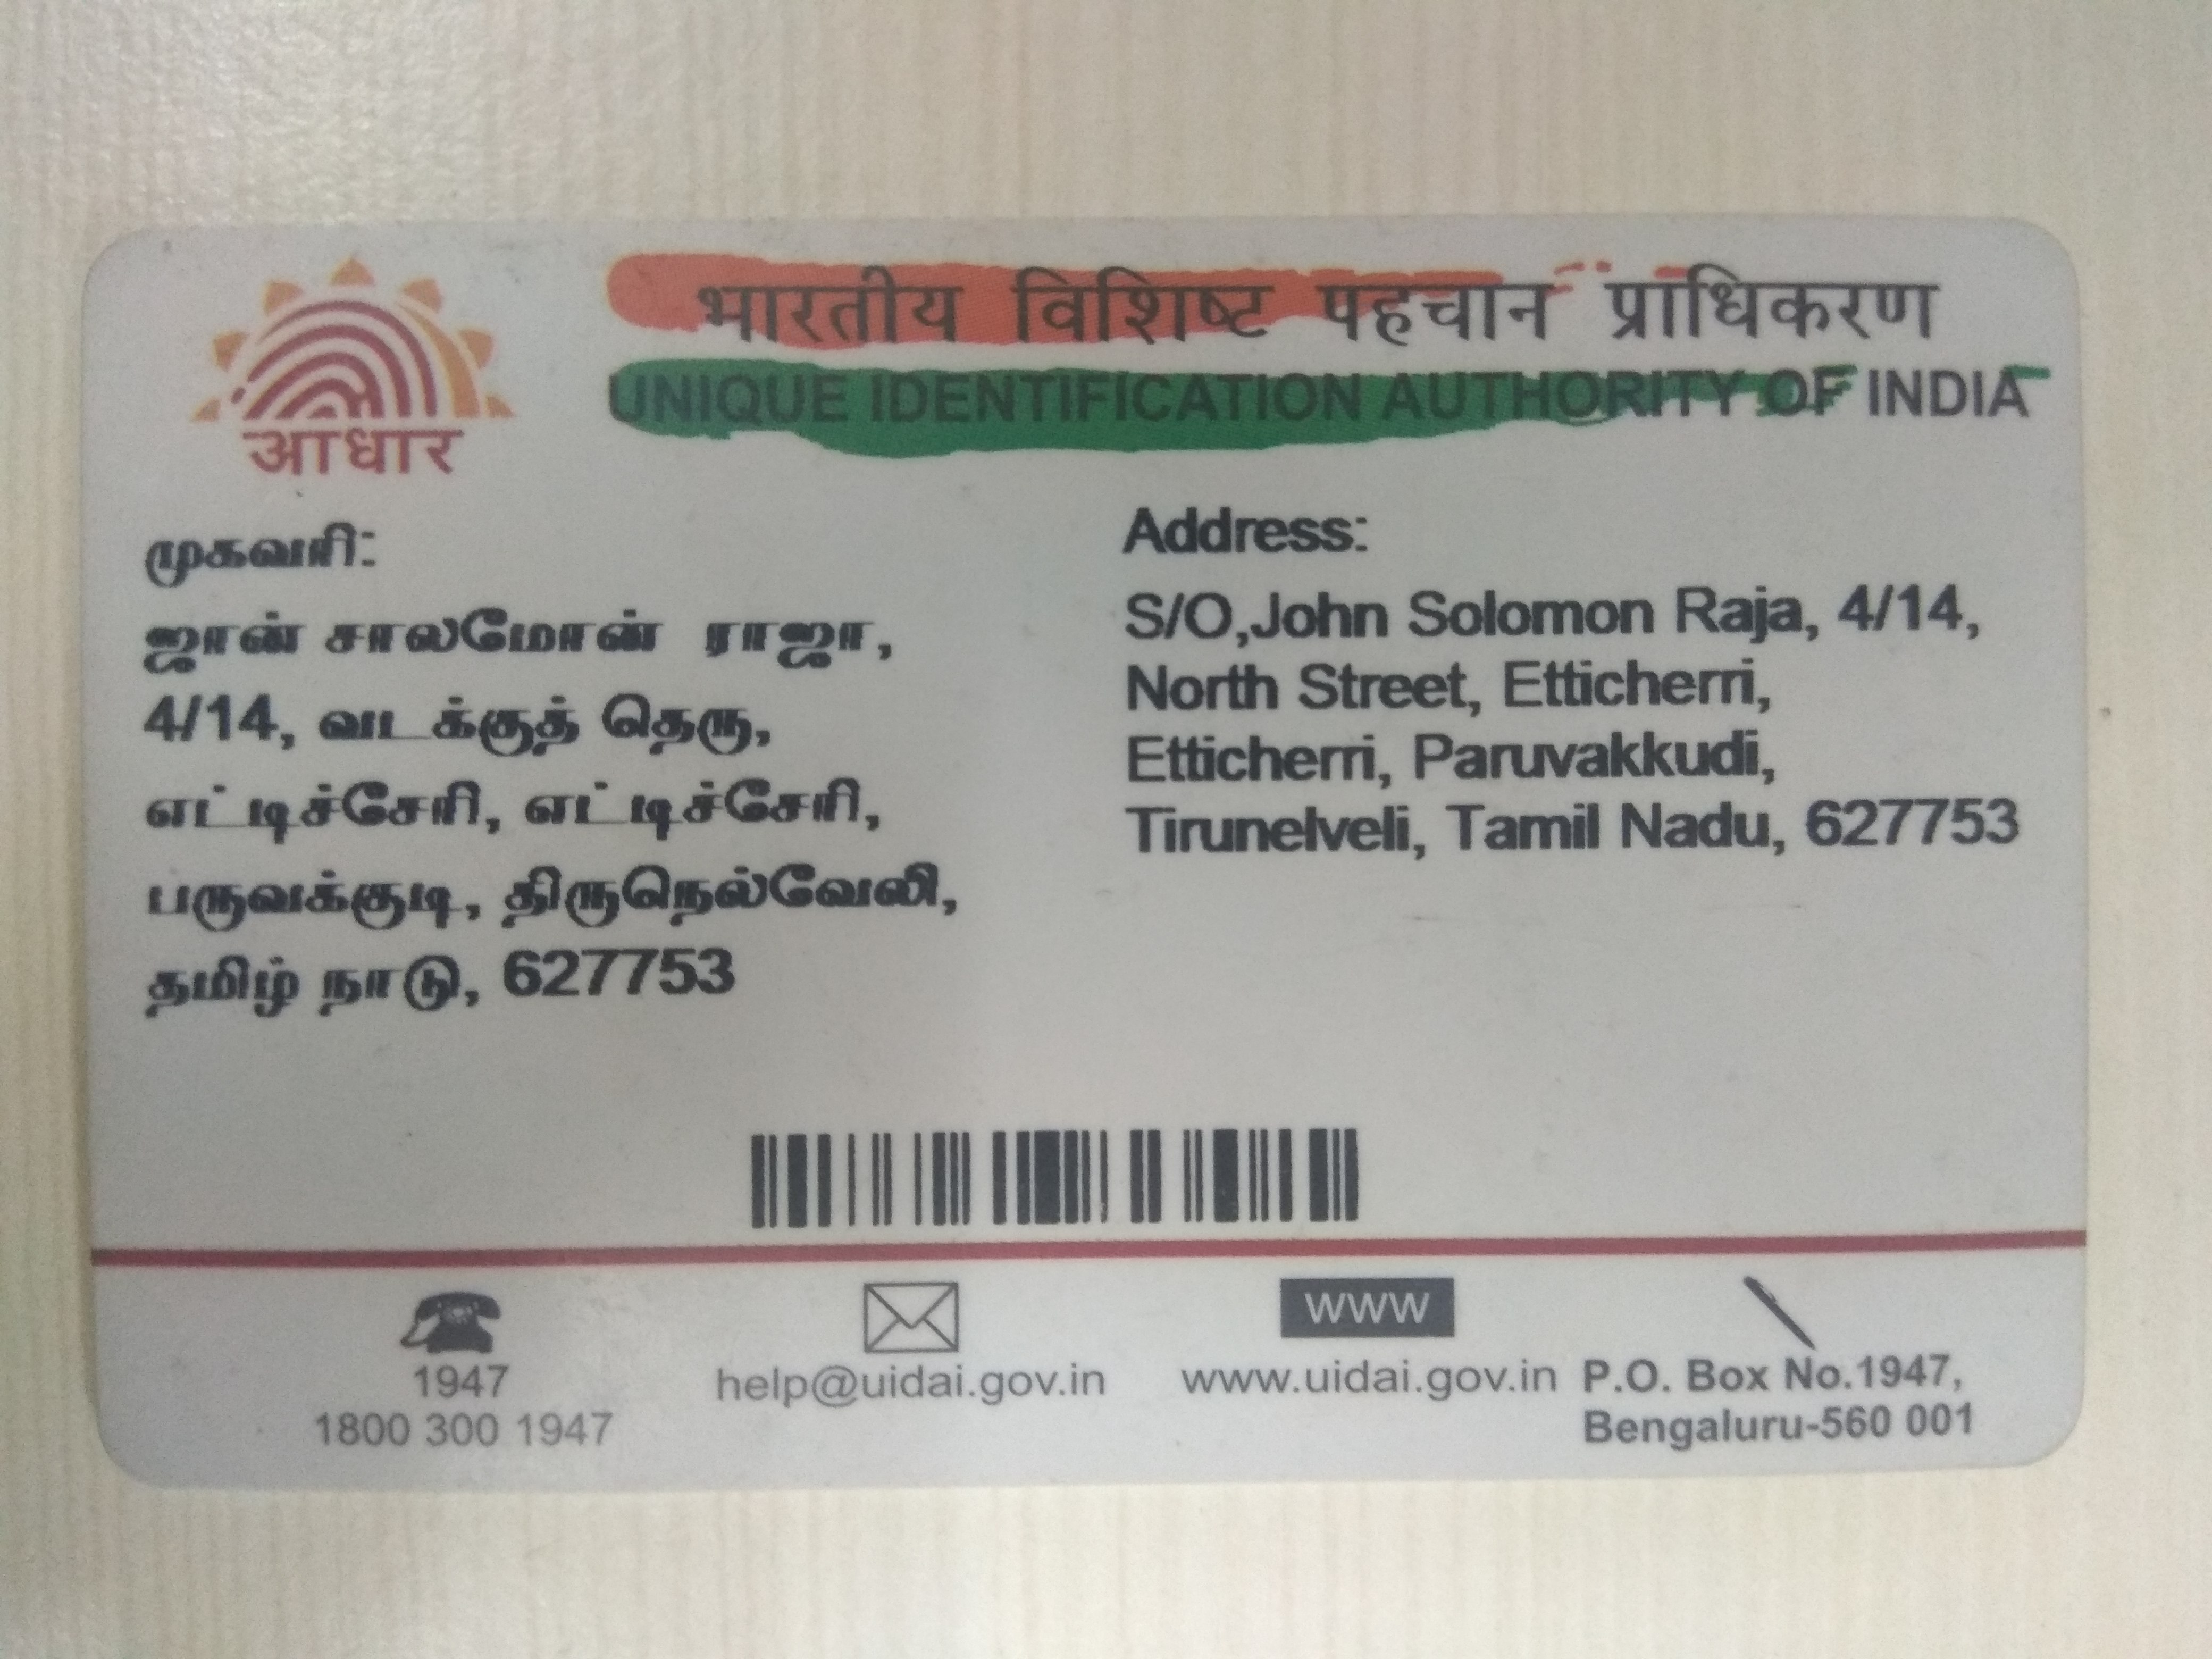 भारतीय विशिष्ट पहचान प्राधिकरण
UNIQUE IDENTIFICATION AUTHORITY OF INDIA
आधार
முகவரி:
ஜான் சாலமோன் ராஜா,
4/14, வடக்குத் தெரு,
எட்டிச்சேரி, எட்டிச்சேரி,
பருவக்குடி, திருநெல்வேலி,
தமிழ் நாடு, 627753
Address:
S/O,John Solomon Raja, 4/14,
North Street, Etticherri,
Etticherri, Paruvakkudi,
Tirunelveli, Tamil Nadu, 627753
1947
1800 300 1947
help@uidai.gov.in
WWW
www.uidai.gov.in
P.O. Box No.1947,
Bengaluru-560 001